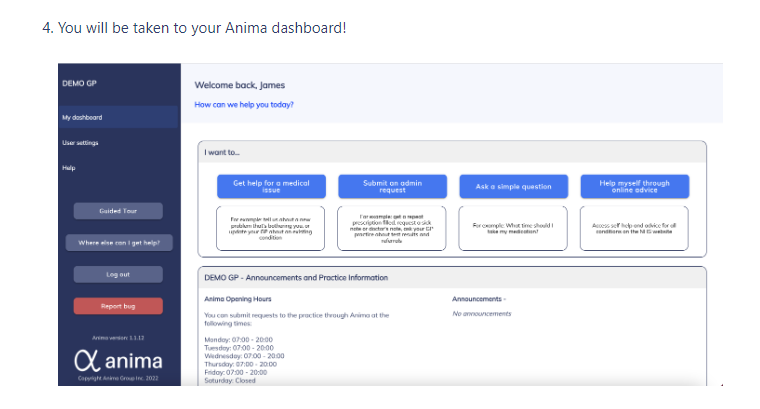 4. You will be taken to your Anima dashboard!
DEMO GP
My dashboard
User settings
Help
Guided Tour
Where else can I get help?
Log out
Report bug
Anima version: 1.1.12
anima
Copyright Anima Group Inc. 2022
Welcome back, James
How can we help you today?
I want to...
Get help for a medical
issue
Submit an admin
request
Ask a simple question
Help myself through
online advice
For example: tell us about a new
problem that's bothering you, or
update your GP about an existing
condition
For example: get a repeat
prescription filled, request a sick
note or doctor's note, ask your GP
practice about test results and
referrals
For example: What time should I
take my medication?
Access self help and advice for all
conditions on the NHS website
DEMO GP - Announcements and Practice Information
Anima Opening Hours
You can submit requests to the practice through Anima at the
following times:
Monday: 07:00 - 20:00
Tuesday: 07:00 - 20:00
Wednesday: 07:00 - 20:00
Thursday: 07:00 - 20:00
Friday: 07:00 - 20:00
Saturday: Closed
Announcements -
No announcements